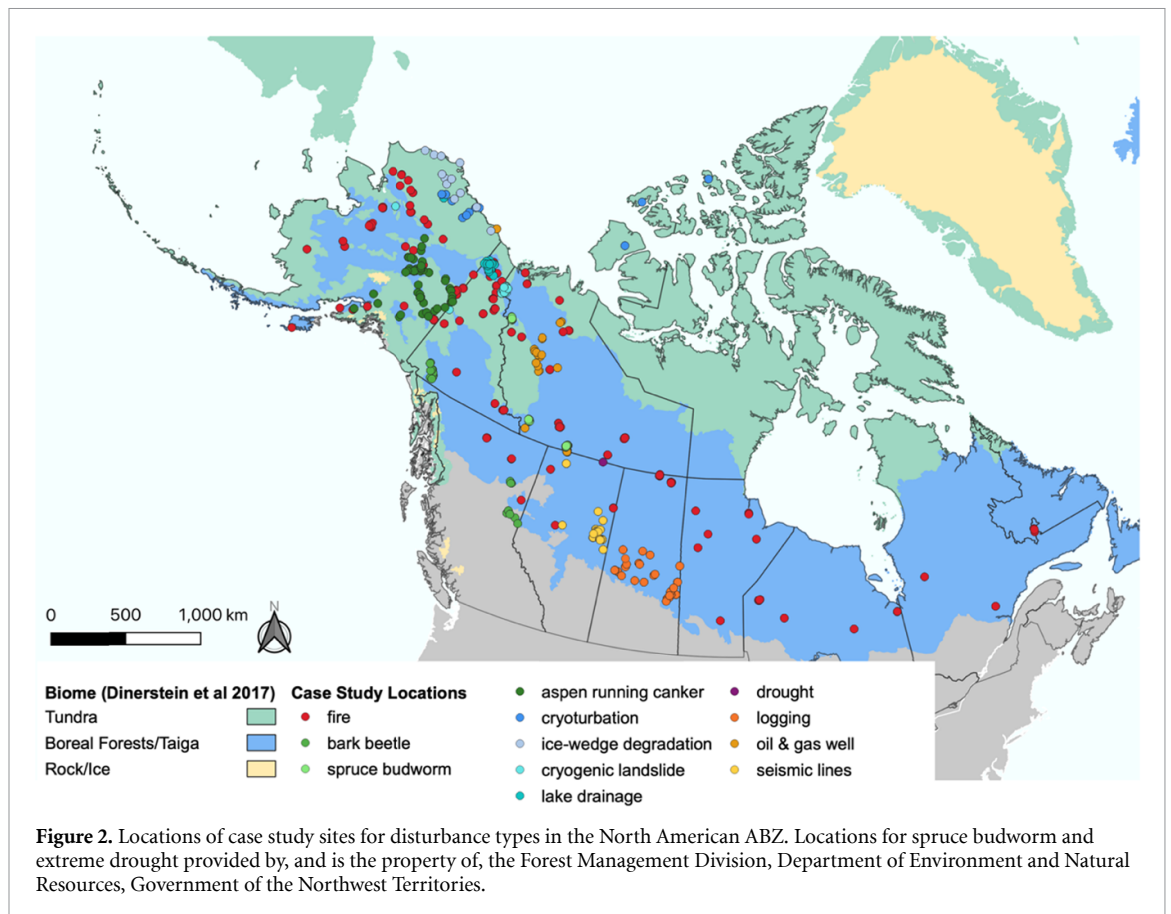 N
0 500 1,000 km
Biome (Dinerstein et al 2017)
Tundra
Boreal Forests/Taiga
Rock/Ice
Case Study Locations
fire
bark beetle
spruce budworm
aspen running canker
cryoturbation
ice-wedge degradation
cryogenic landslide
lake drainage
drought
logging
oil & gas well
seismic lines
Figure 2. Locations of case study sites for disturbance types in the North American ABZ. Locations for spruce budworm and
extreme drought provided by, and is the property of, the Forest Management Division, Department of Environment and Natural
Resources, Government of the Northwest Territories.